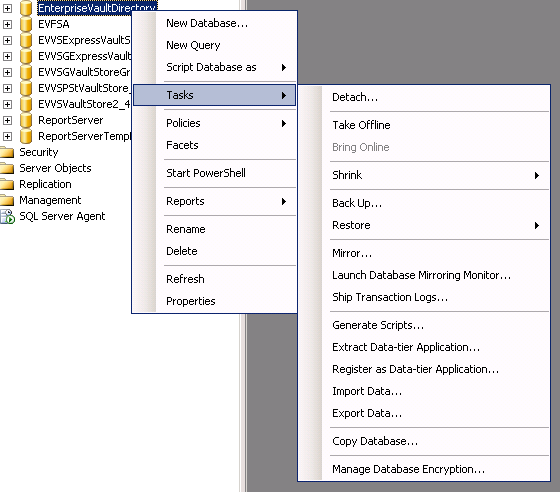 EnterpriseVaultDirectory
EVFSA
EVVSExpressVaultS
EVVSGExpressVault
EVVSGVaultStoreGr
EVVSPStVaultStore_
EVVSVaultStore2_4
ReportServer
ReportServerTemp
Security
Server Objects
Replication
Management
SQL Server Agent
New Database...
New Query
Script Database as
Tasks
Policies
Facets
Start PowerShell
Reports
Rename
Delete
Refresh
Properties
Detach...
Take Offline
Bring Online
Shrink
Back Up...
Restore
Mirror...
Launch Database Mirroring Monitor...
Ship Transaction Logs...
Generate Scripts...
Extract Data-tier Application...
Register as Data-tier Application...
Import Data...
Export Data...
Copy Database...
Manage Database Encryption...